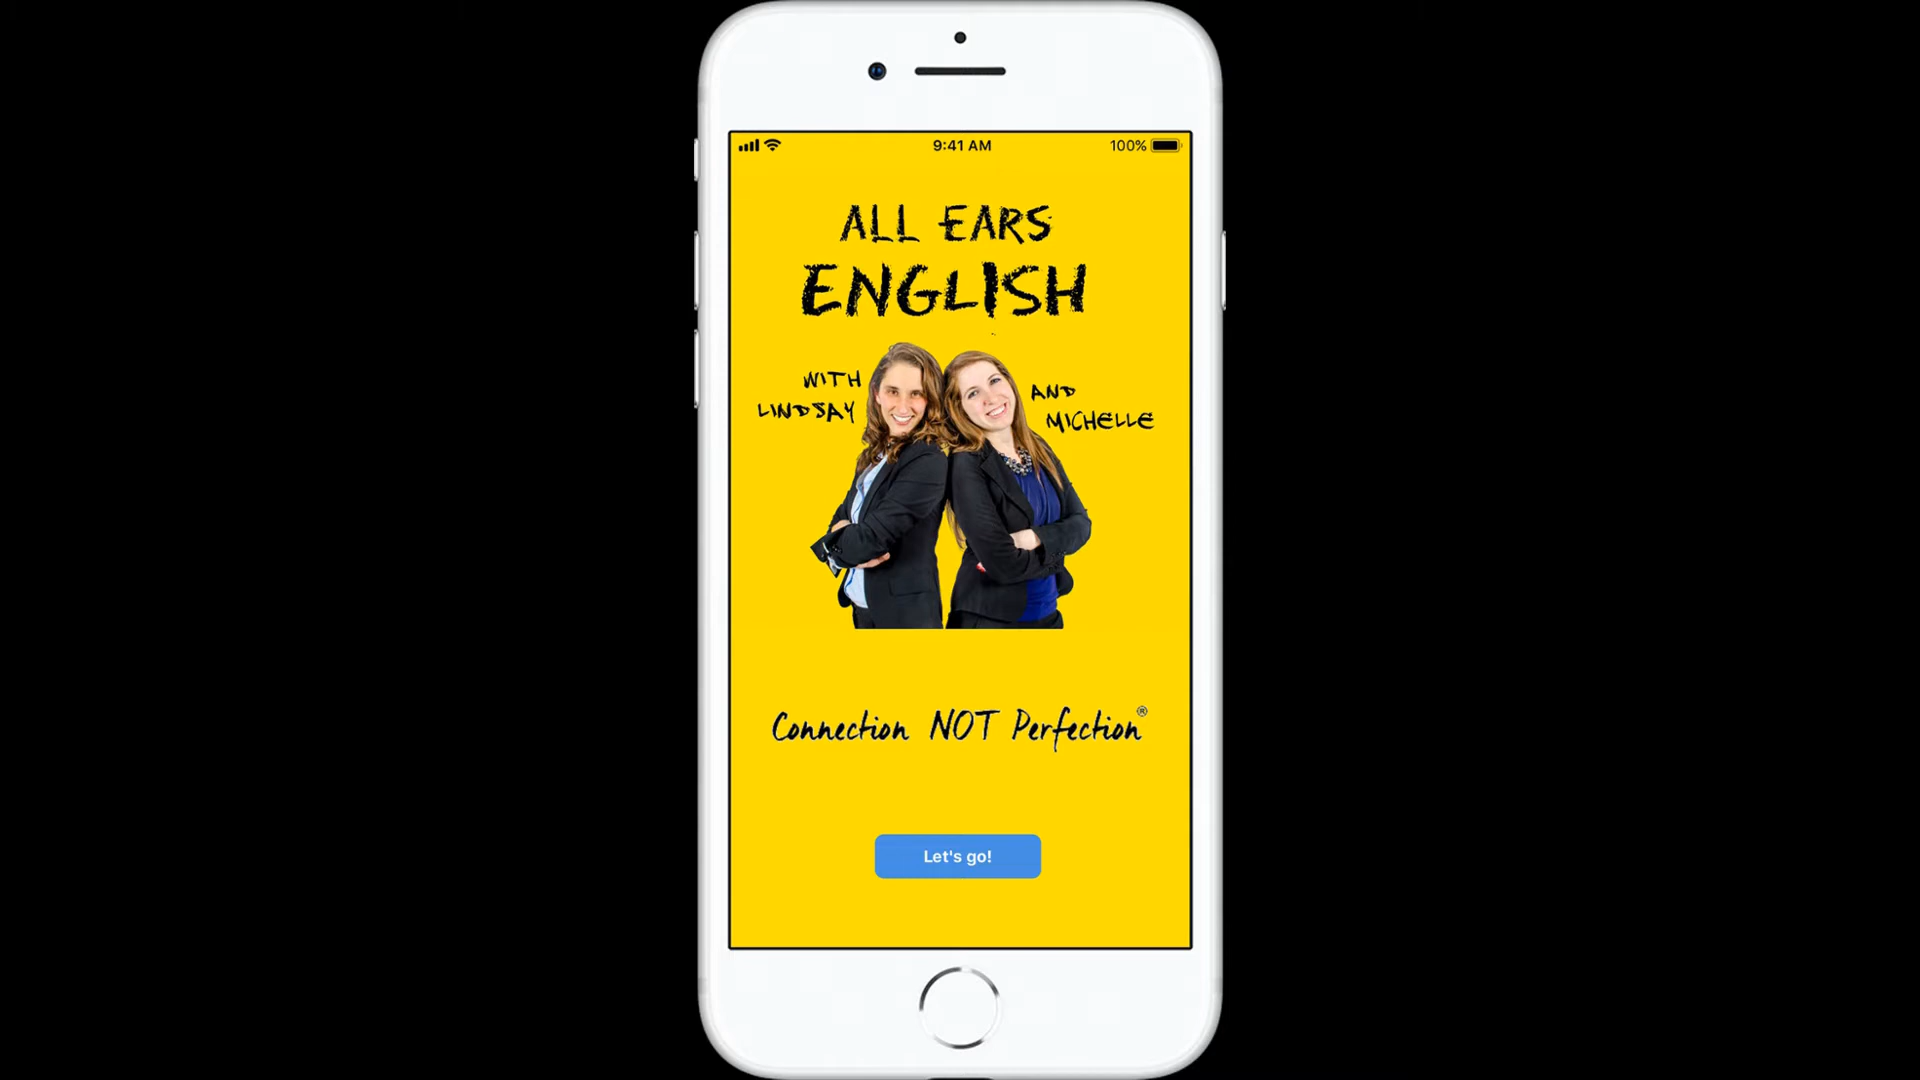 9:41 AM 100%
ALL EARS
ENGLISH
WITH
LINDSAY
AND
MICHELLE
Connection NOT Perfection®
Let's go!